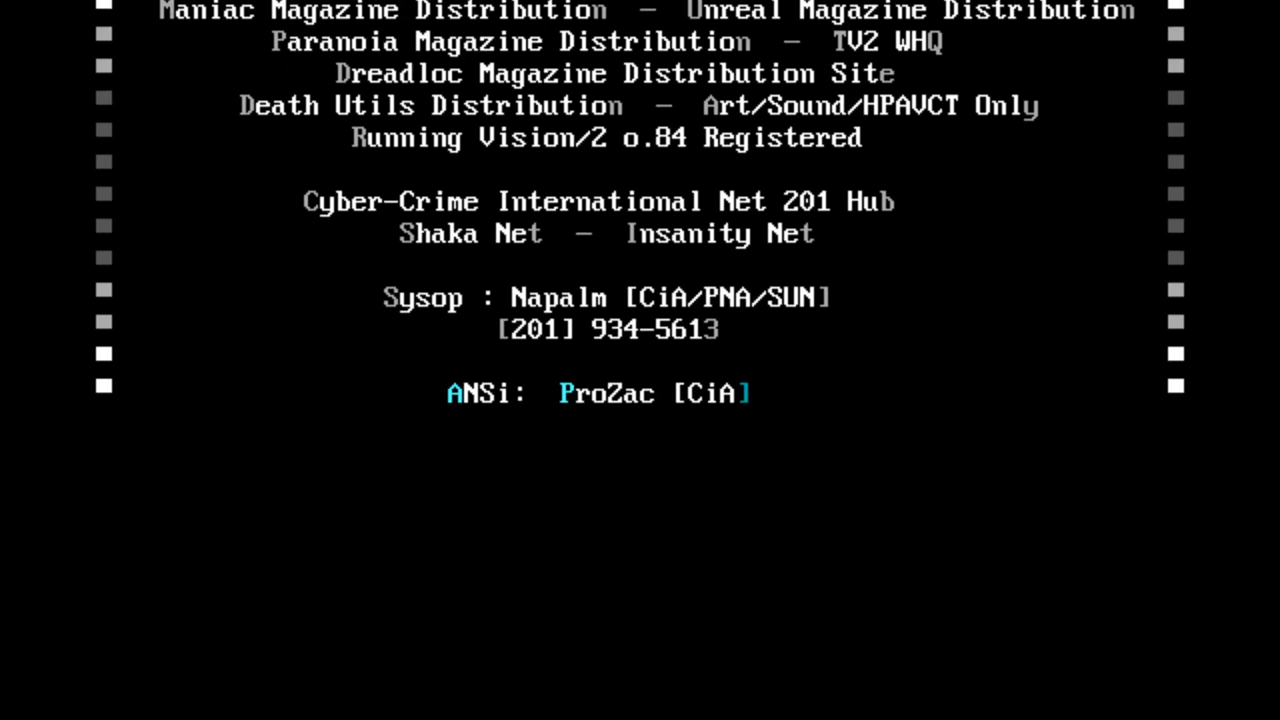 Maniac Magazine Distribution - Unreal Magazine Distribution
Paranoia Magazine Distribution - TV2 WHQ
Dreadloc Magazine Distribution Site
Death Utils Distribution - Art/Sound/HPAVCT Only
Running Vision/2 o.84 Registered
Cyber-Crime International Net 201 Hub
Shaka Net - Insanity Net
Sysop : Napalm [CiA/PNA/SUN]
[201] 934-5613
ANSi: ProZac [CiA]